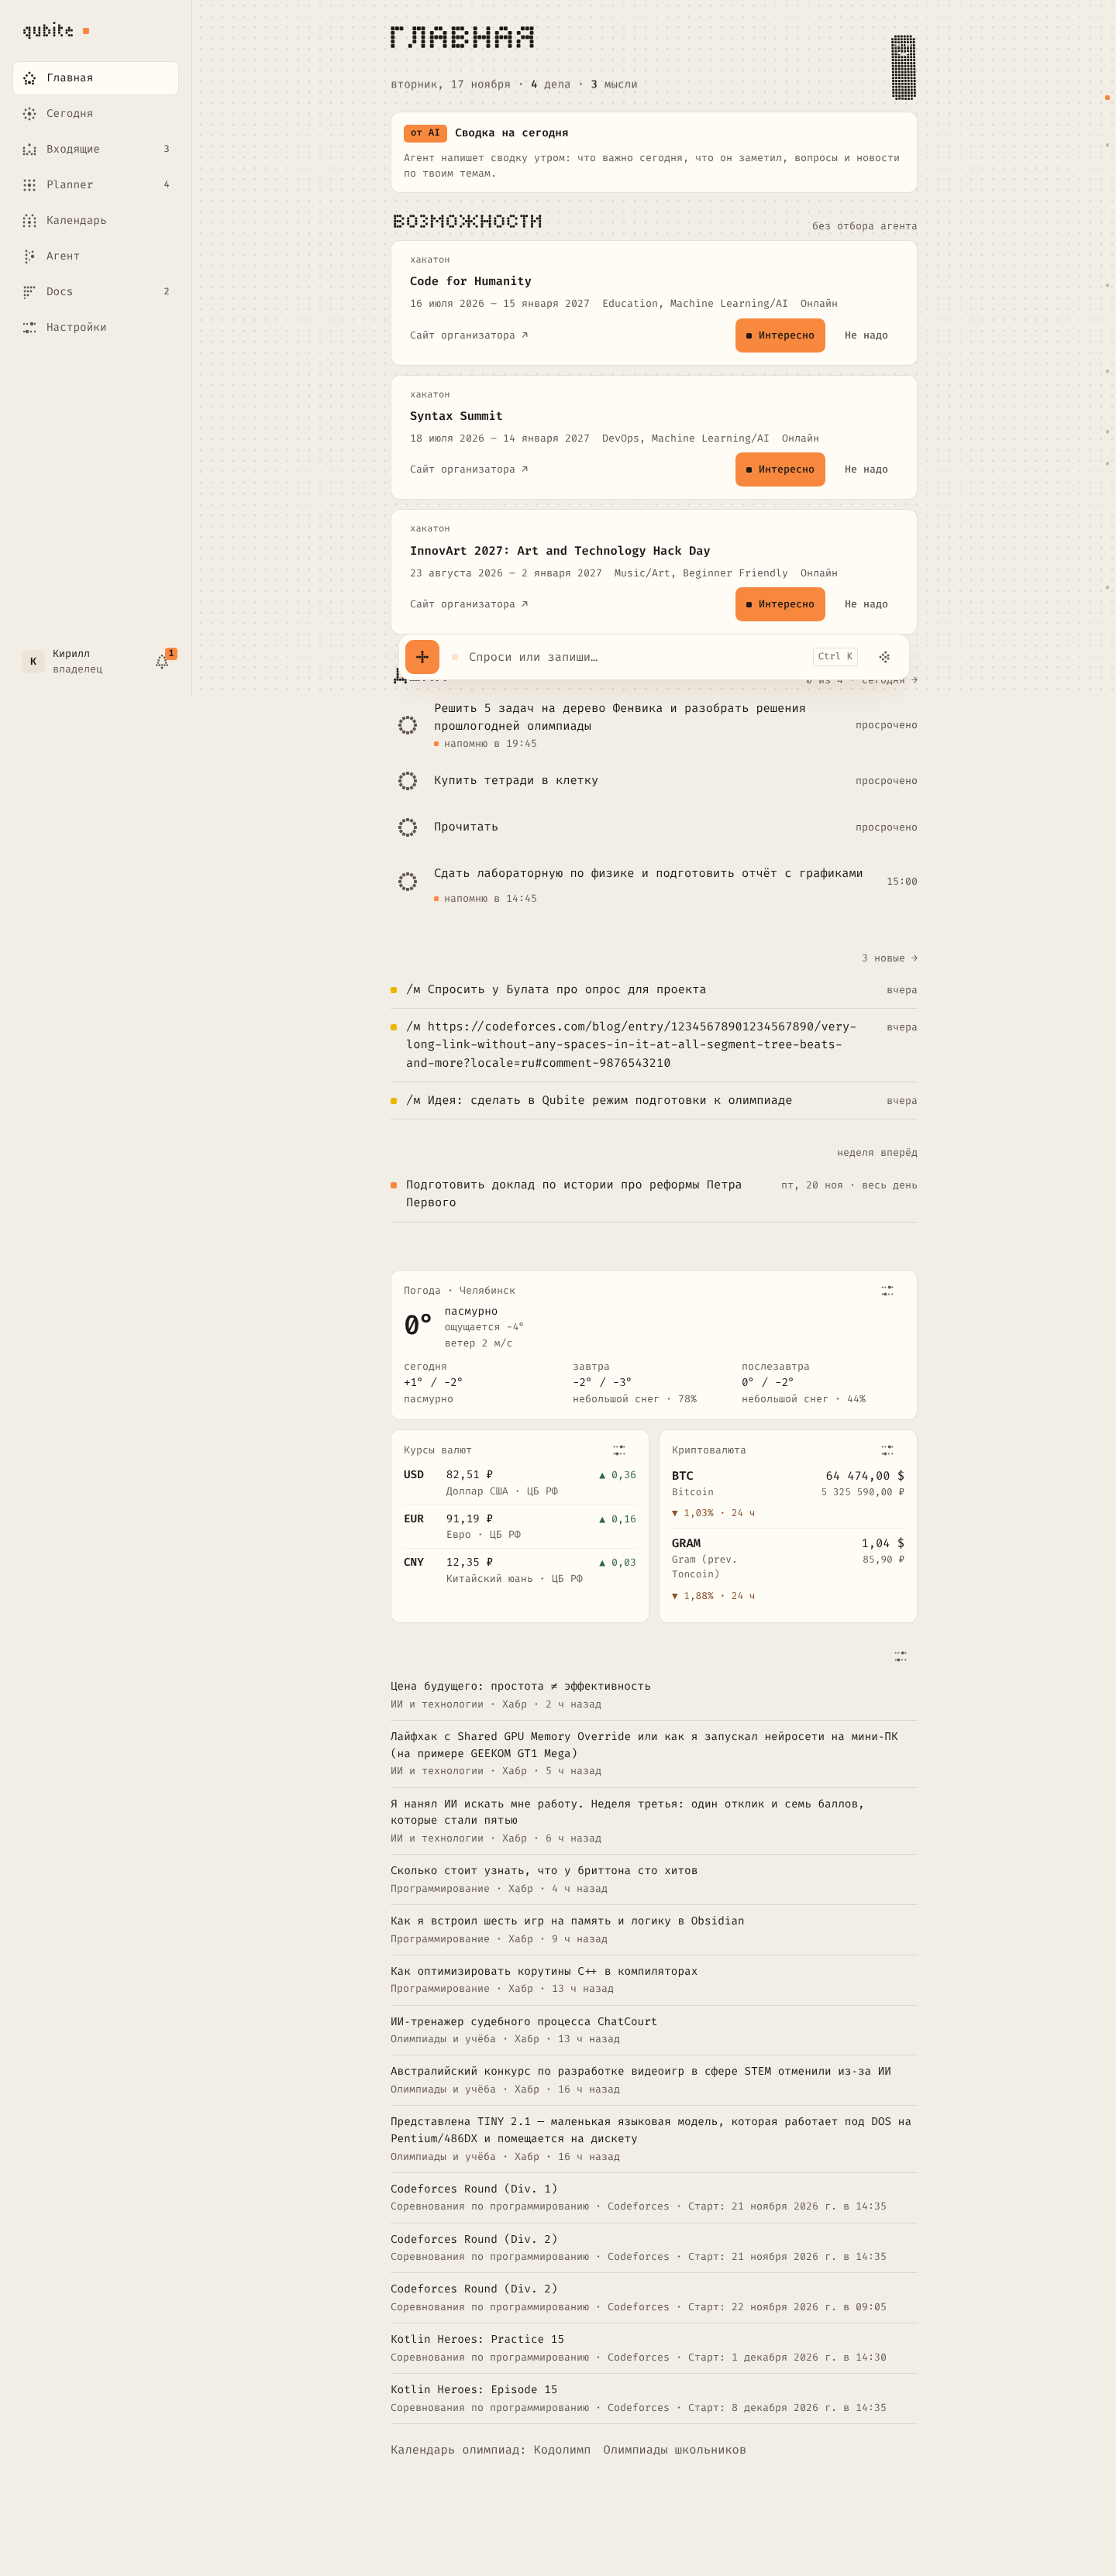 qubite
Главная
Сегодня
Входящие 3
Planner 4
Календарь
Агент
Docs 2
Настройки
К
Кирилл
владелец
1
ГЛАВНАЯ
вторник, 17 ноября · 4 дела · 3 мысли
от AI Сводка на сегодня
Агент напишет сводку утром: что важно сегодня, что он заметил, вопросы и новости
по твоим темам.
ВОЗМОЖНОСТИ
без отбора агента
хакатон
Code for Humanity
16 июля 2026 – 15 января 2027 Education, Machine Learning/AI Онлайн
Сайт организатора ↗ Интересно Не надо
хакатон
Syntax Summit
18 июля 2026 – 14 января 2027 DevOps, Machine Learning/AI Онлайн
Сайт организатора ↗ Интересно Не надо
хакатон
InnovArt 2027: Art and Technology Hack Day
23 августа 2026 – 2 января 2027 Music/Art, Beginner Friendly Онлайн
Сайт организатора ↗ Интересно Не надо
Спроси или запиши… Ctrl K
0 из 4 · сегодня →
Решить 5 задач на дерево Фенвика и разобрать решения
прошлогодней олимпиады
просрочено
напомню в 19:45
Купить тетради в клетку просрочено
Прочитать просрочено
Сдать лабораторную по физике и подготовить отчёт с графиками
15:00
напомню в 14:45
3 новые →
/м Спросить у Булата про опрос для проекта вчера
/м https://codeforces.com/blog/entry/12345678901234567890/very- вчера
long-link-without-any-spaces-in-it-at-all-segment-tree-beats-
and-more?locale=ru#comment-9876543210
/м Идея: сделать в Qubite режим подготовки к олимпиаде вчера
неделя вперёд
Подготовить доклад по истории про реформы Петра пт, 20 ноя · весь день
Первого
Погода · Челябинск
0°
пасмурно
ощущается -4°
ветер 2 м/с
сегодня завтра послезавтра
+1° / -2° -2° / -3° 0° / -2°
пасмурно небольшой снег · 78% небольшой снег · 44%
Курсы валют
USD 82,51 ₽ ▲ 0,36
Доллар США · ЦБ РФ
EUR 91,19 ₽ ▲ 0,16
Евро · ЦБ РФ
CNY 12,35 ₽ ▲ 0,03
Китайский юань · ЦБ РФ
Криптовалюта
BTC 64 474,00 $
Bitcoin 5 325 590,00 ₽
▼ 1,03% · 24 ч
GRAM 1,04 $
Gram (prev. 85,90 ₽
Toncoin)
▼ 1,88% · 24 ч
Цена будущего: простота ≠ эффективность
ИИ и технологии · Хабр · 2 ч назад
Лайфхак с Shared GPU Memory Override или как я запускал нейросети на мини-ПК
(на примере GEEKOM GT1 Mega)
ИИ и технологии · Хабр · 5 ч назад
Я нанял ИИ искать мне работу. Неделя третья: один отклик и семь баллов,
которые стали пятью
ИИ и технологии · Хабр · 6 ч назад
Сколько стоит узнать, что у бриттона сто хитов
Программирование · Хабр · 4 ч назад
Как я встроил шесть игр на память и логику в Obsidian
Программирование · Хабр · 9 ч назад
Как оптимизировать корутины C++ в компиляторах
Программирование · Хабр · 13 ч назад
ИИ-тренажер судебного процесса ChatCourt
Олимпиады и учёба · Хабр · 13 ч назад
Австралийский конкурс по разработке видеоигр в сфере STEM отменили из-за ИИ
Олимпиады и учёба · Хабр · 16 ч назад
Представлена TINY 2.1 — маленькая языковая модель, которая работает под DOS на
Pentium/486DX и помещается на дискету
Олимпиады и учёба · Хабр · 16 ч назад
Codeforces Round (Div. 1)
Соревнования по программированию · Codeforces · Старт: 21 ноября 2026 г. в 14:35
Codeforces Round (Div. 2)
Соревнования по программированию · Codeforces · Старт: 21 ноября 2026 г. в 14:35
Codeforces Round (Div. 2)
Соревнования по программированию · Codeforces · Старт: 22 ноября 2026 г. в 09:05
Kotlin Heroes: Practice 15
Соревнования по программированию · Codeforces · Старт: 1 декабря 2026 г. в 14:30
Kotlin Heroes: Episode 15
Соревнования по программированию · Codeforces · Старт: 8 декабря 2026 г. в 14:35
Календарь олимпиад: Кодолимп Олимпиады школьников